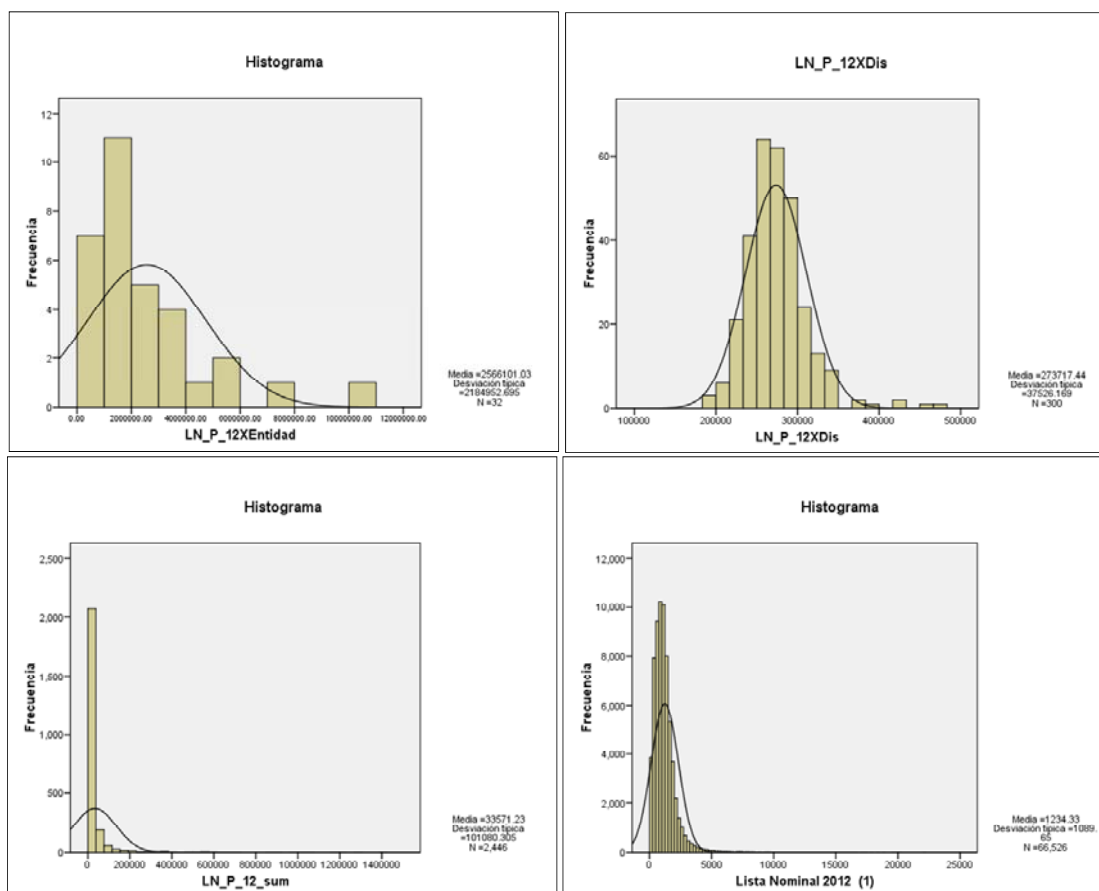 Histograma
Frecuencia
12
10
8
6
4
2
0
0.00
2000000.00
4000000.00
6000000.00
8000000.00
10000000.00
12000000.00
LN_P_12XEntidad
Media =2566101.03
Desviación típica
=2184952.695
N =32
LN_P_12XDis
Frecuencia
60
40
20
0
100000
200000
300000
400000
500000
LN_P_12XDis
Media =273717.44
Desviación típica
=37526.169
N =300
Histograma
Frecuencia
2,500
2,000
1,500
1,000
500
0
0
200000
400000
600000
800000
1000000
1200000
1400000
LN_P_12_sum
Media =33571.23
Desviación típica
=101080.305
N =2,446
Histograma
Frecuencia
12,000
10,000
8,000
6,000
4,000
2,000
0
0
5000
10000
15000
20000
25000
Lista Nominal 2012 (1)
Media =1234.33
Desviación típica =1089.
65
N =66,526